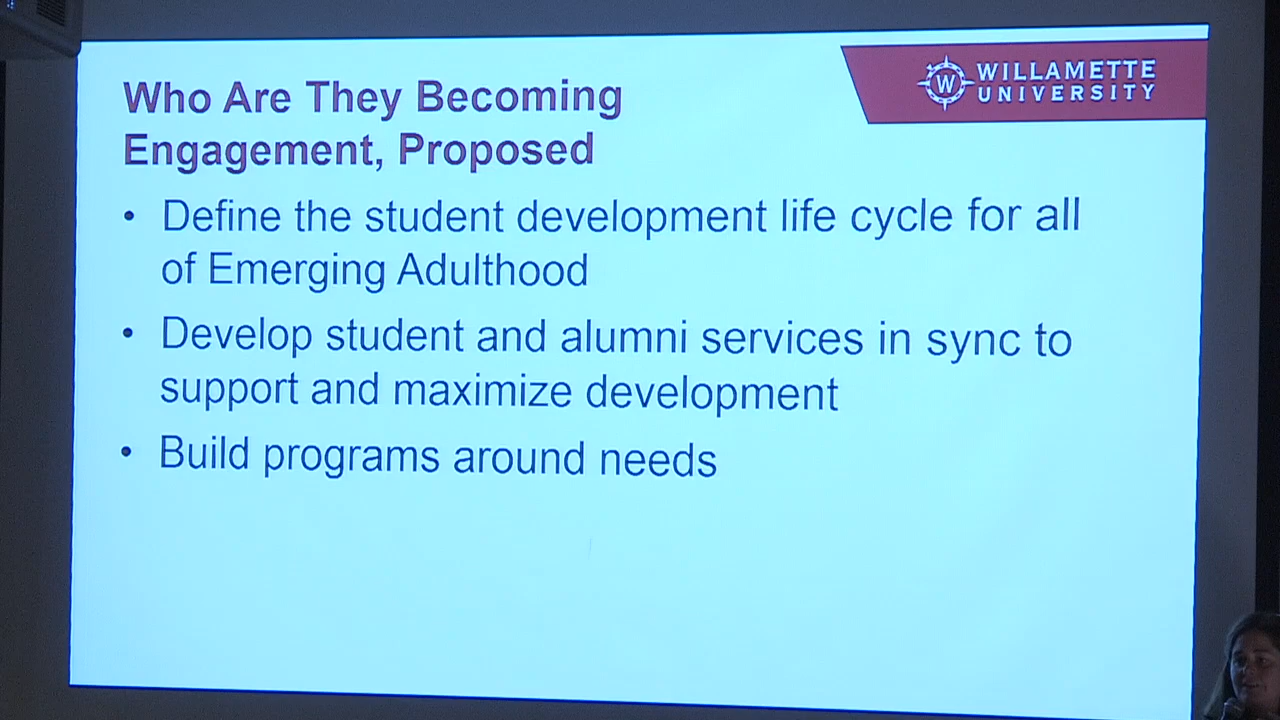 Who Are They Becoming
Engagement, Proposed
WILLAMETTE
UNIVERSITY
W
• Define the student development life cycle for all
of Emerging Adulthood
• Develop student and alumni services in sync to
support and maximize development
• Build programs around needs